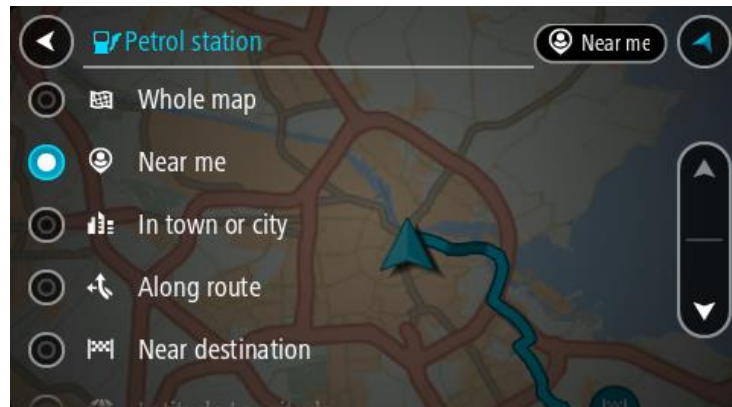 Petrol station
Near me
Whole map
Near me
In town or city
Along route
Near destination